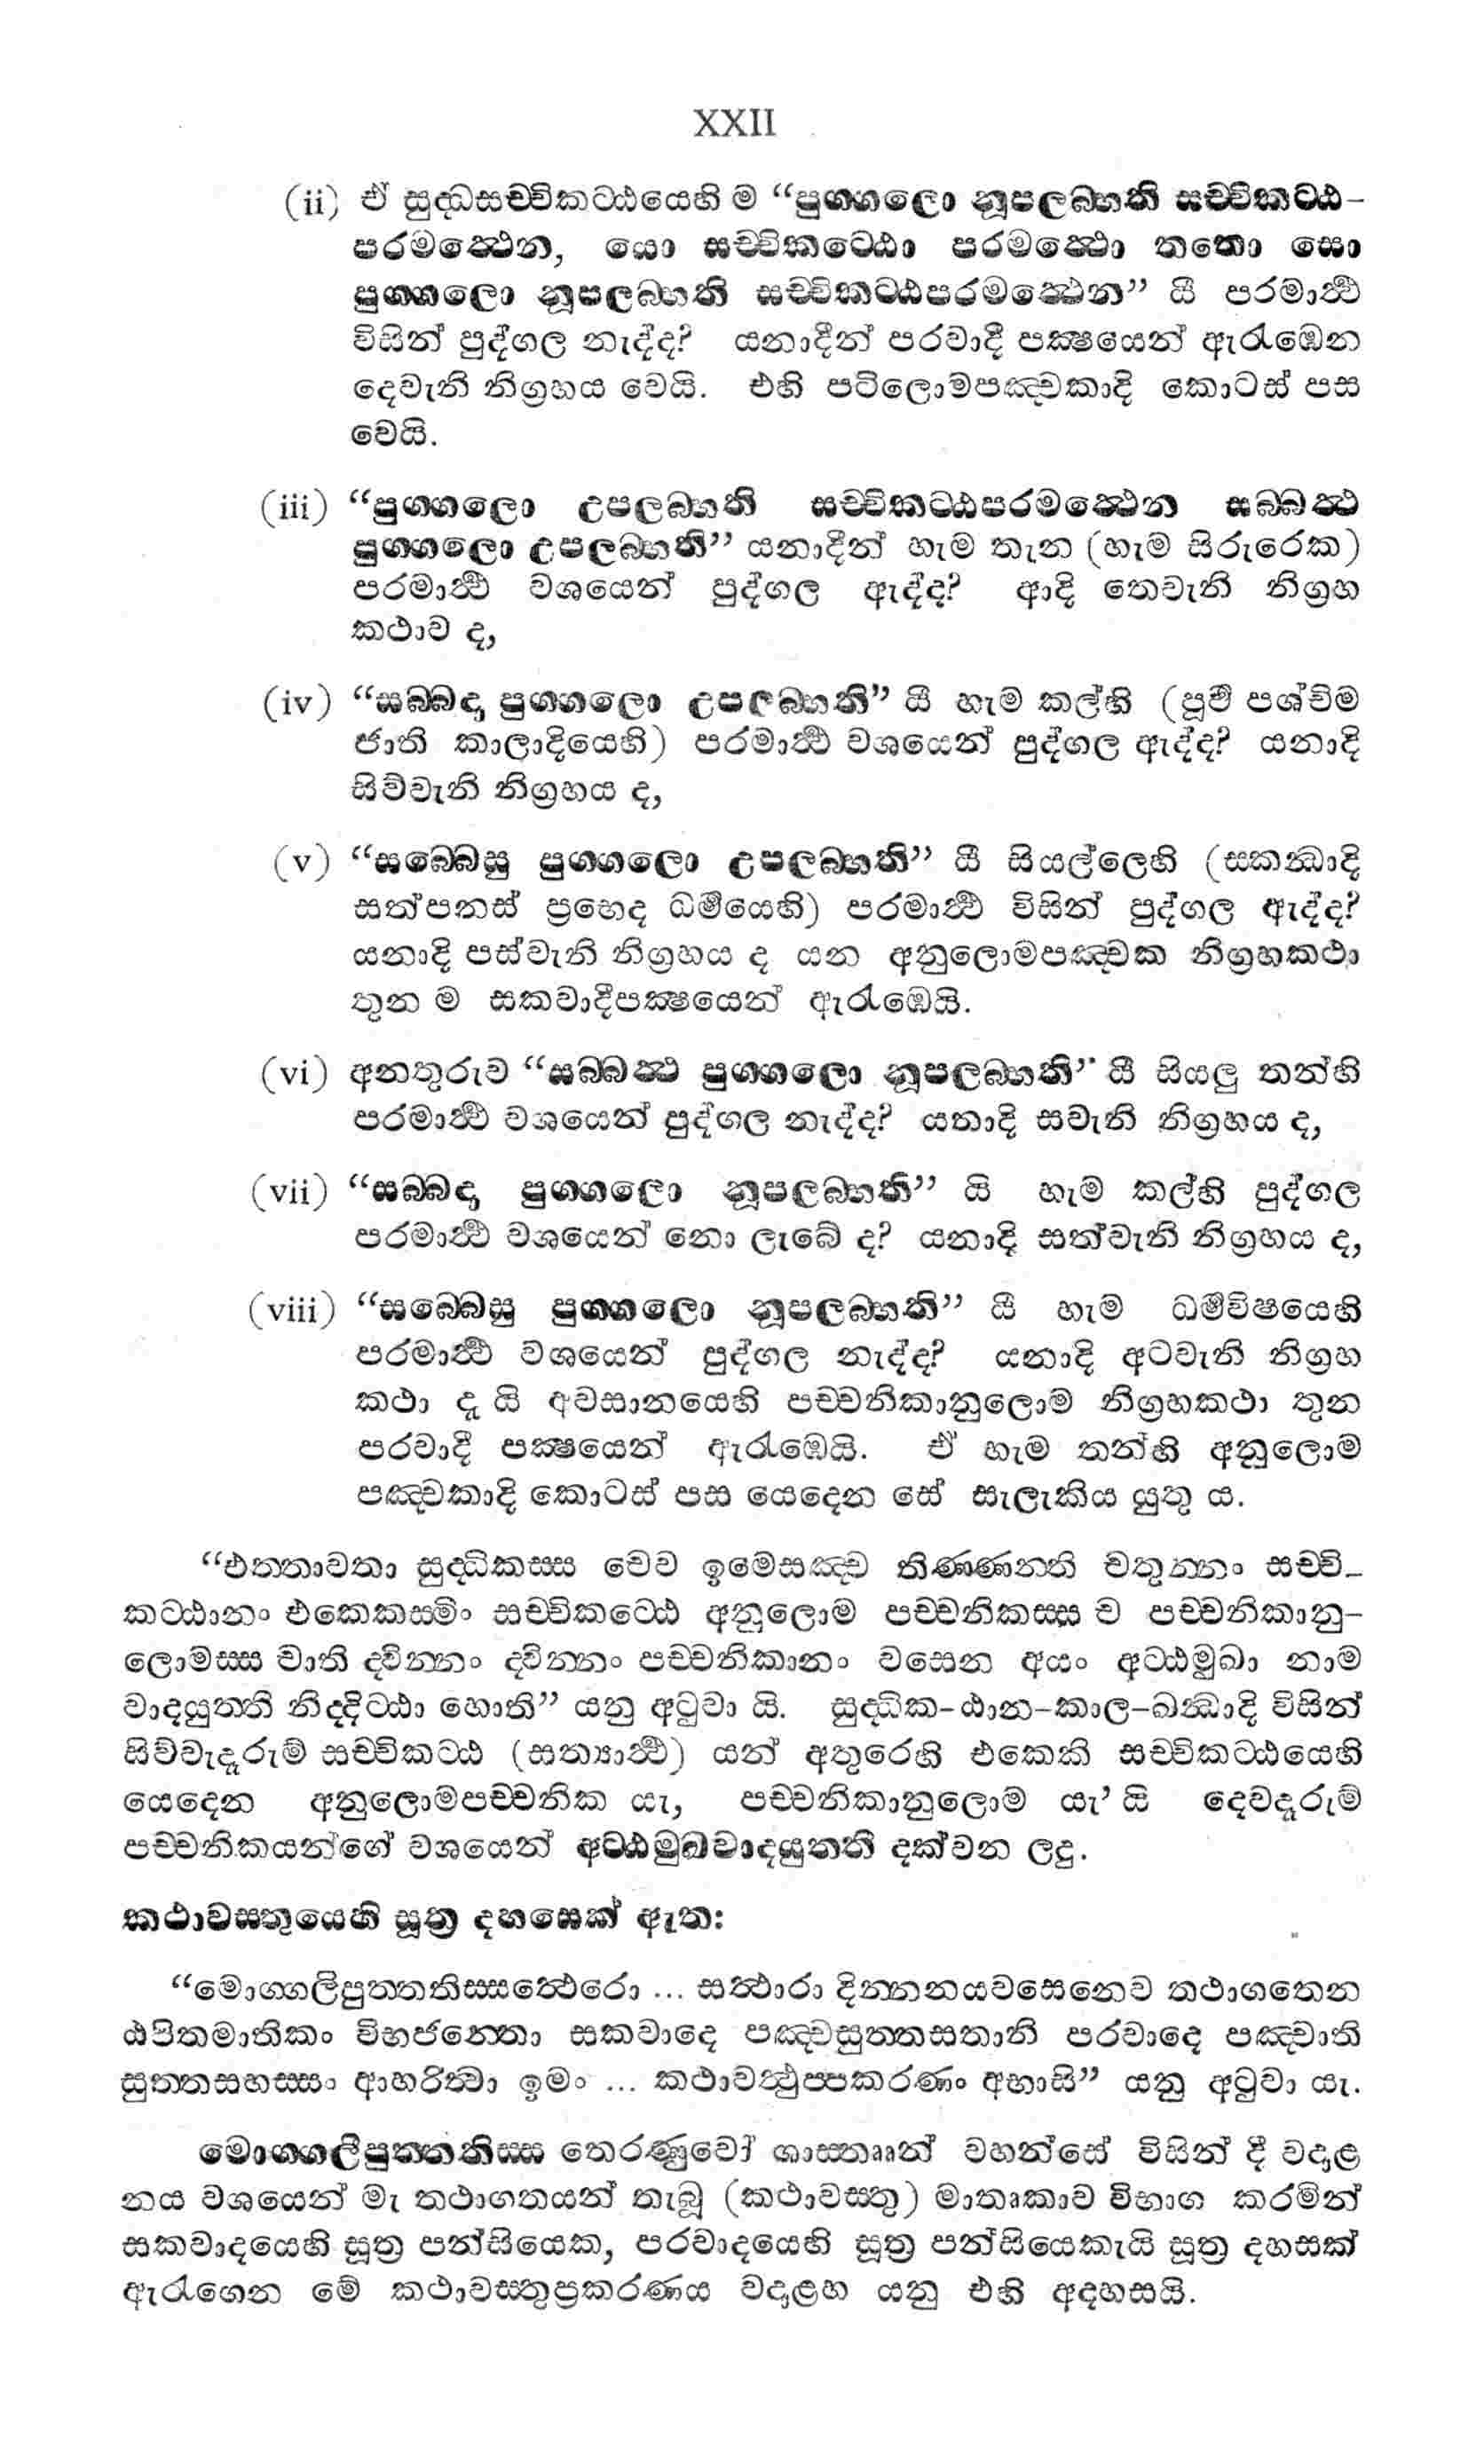 XXII
(ii) ඒ සුද්ධසච්චිකට්ඨයෙහි ම “පුග්ගලො නූපලබ්භති සච්චිකට්ඨ-
පරමත්ථෙන, යො සච්චිකට්ඨො පරමත්ථො තතො සො
පුග්ගලො නූපලබ්භති සච්චිකට්ඨපරමත්ථෙන” යි පරමාර්ථ
විසින් පුද්ගල නැද්ද? යනාදීන් පරවාදී පක්ෂයෙන් ඇරැඹෙන
දෙවැනි නිග්‍රහය වෙයි. එහි පටිලොමපඤ්චකාදි කොටස් පස
වෙයි.
(iii) “පුග්ගලො උපලබ්භති සච්චිකට්ඨපරමත්ථෙන සබ්බත්ථ
පුග්ගලො උපලබ්භති” යනාදීන් හැම තැන (හැම සිරුරෙක)
පරමාර්ථ වශයෙන් පුද්ගල ඇද්ද? ආදි තෙවැනි නිග්‍රහ
කථාව ද,
(iv) “සබ්බදා පුග්ගලො උපලබ්භති” යී හැම කල්හි (පූර්ව පශ්චිම
ජාති කාලාදියෙහි) පරමාර්ථ වශයෙන් පුද්ගල ඇද්ද? යනාදි
සිව්වැනි නිග්‍රහය ද,
(v) “සබ්බෙසු පුග්ගලො උපලබ්භති” යී සියල්ලෙහි (සකන්ධාදි
සත්පනස් ප්‍රභෙද ධර්මයෙහි) පරමාර්ථ විසින් පුද්ගල ඇද්ද?
යනාදි පස්වැනි නිග්‍රහය ද යන අනුලොමපඤ්චක නිග්‍රහකථා
තුන ම සකවාදීපක්ෂයෙන් ඇරැඹෙයි.
(vi) අනතුරුව “සබ්බත්ථ පුග්ගලො නූපලබ්භති” යී සියලු තන්හි
පරමාර්ථ වශයෙන් පුද්ගල නැද්ද? යනාදි සවැනි නිග්‍රහය ද,
(vii) “සබ්බදා පුග්ගලො නූපලබ්භති” යි හැම කල්හි පුද්ගල
පරමාර්ථ වශයෙන් නො ලැබේ ද? යනාදි සත්වැනි නිග්‍රහය ද,
(viii) “සබ්බෙසු පුග්ගලො නූපලබ්භති” යී හැම ධර්මවිෂයෙහි
පරමාර්ථ වශයෙන් පුද්ගල නැද්ද? යනාදි අටවැනි නිග්‍රහ
කථා ද යි අවසානයෙහි පච්චනිකානුලොම නිග්‍රහකථා තුන
පරවාදී පක්ෂයෙන් ඇරැඹෙයි. ඒ හැම තන්හි අනුලොම
පඤ්චකාදි කොටස් පස යෙදෙන සේ සැලැකිය යුතු ය.
“එත්තාවතා සුද්ධිකස්ස චෙව ඉමෙසඤ්ච තිණ්ණන්ති චතුන්නං සච්චි-
කට්ඨානං එකෙකස්මිං සච්චිකට්ඨෙ අනුලොම පච්චනිකස්ස ච පච්චනිකානු-
ලොමස්ස චාති ද්වින්නං ද්වින්නං පච්චනිකානං වසෙන අයං අට්ඨමුඛා නාම
වාදයුත්ති නිද්දිට්ඨා හොති” යනු අටුවා යි. සුද්ධික-ඨාන-කාල-ඛන්ධාදි විසින්
සිව්වැදෑරුම් සච්චිකට්ඨ (සත්‍යාර්ථ) යන් අතුරෙහි එකෙකි සච්චිකට්ඨයෙහි
යෙදෙන අනුලොමපච්චනික යැ, පච්චනිකානුලොම යැ’යි දෙවදෑරුම්
පච්චනිකයන්ගේ වශයෙන් අට්ඨමුඛවාදයුත්තී දක්වන ලදු.
කථාවස්තුයෙහි සූත්‍ර දහසෙක් ඇත:
“මොග්ගලිපුත්තතිස්සත්ථෙරො ... සත්ථාරා දින්නනයවසෙනෙව තථාගතෙන
ඨපිතමාතිකං විභජන්තො සකවාදෙ පඤ්චසුත්තසතානි පරවාදෙ පඤ්චාති
සුත්තසහස්සං ආහරිත්වා ඉමං ... කථාවත්ථුප්පකරණං අභාසි” යනු අටුවා යැ.
මොග්ගලීපුත්තතිස්ස තෙරණුවෝ ශාස්තෲන් වහන්සේ විසින් දී වදාළ
නය වශයෙන් මැ තථාගතයන් තැබූ (කථාවස්තු) මාතෘකාව විභාග කරමින්
සකවාදයෙහි සූත්‍ර පන්සියෙක, පරවාදයෙහි සූත්‍ර පන්සියෙකැයි සූත්‍ර දහසක්
ඇරැගෙන මේ කථාවස්තුප්‍රකරණය වදාළහ යනු එහි අදහසයි.